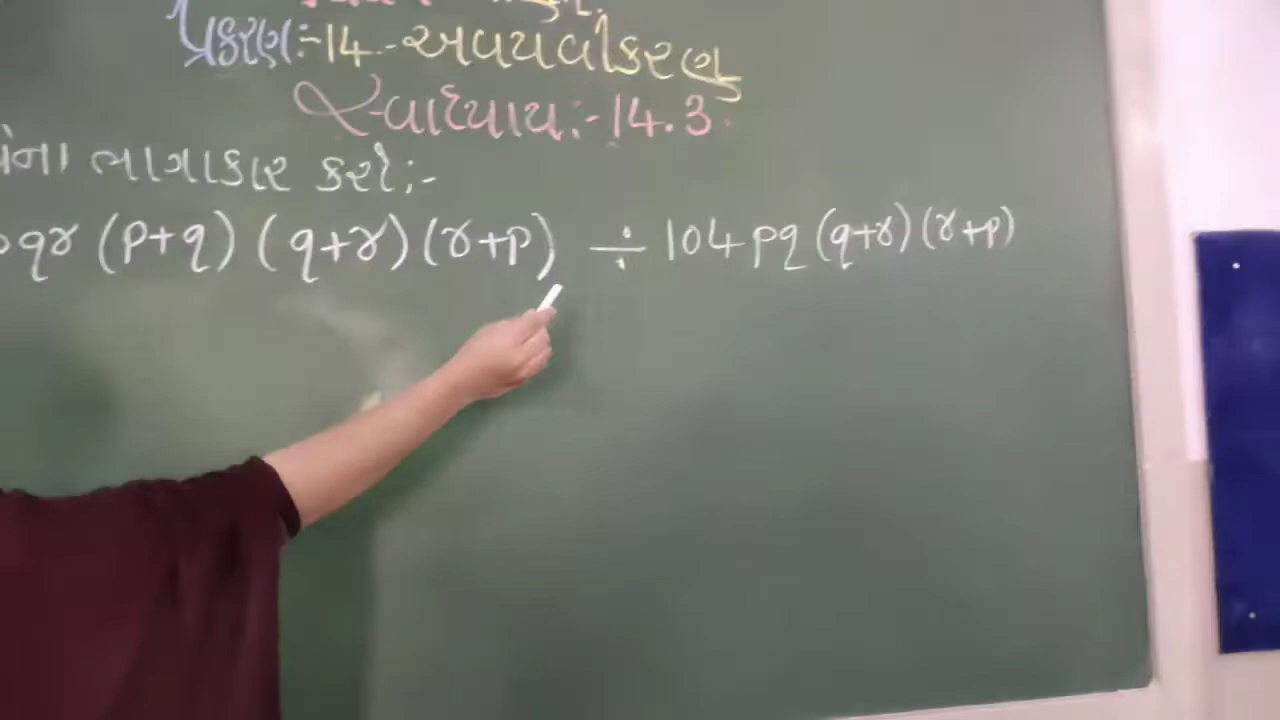 પ્રકરણ:-14.-અવયવીકરણ
સ્વાધ્યાય:-14.3
ભાગાકાર કરો:-
qr (p+q) (q+r) (r+p) ÷ 104 pq (q+r) (r+p)